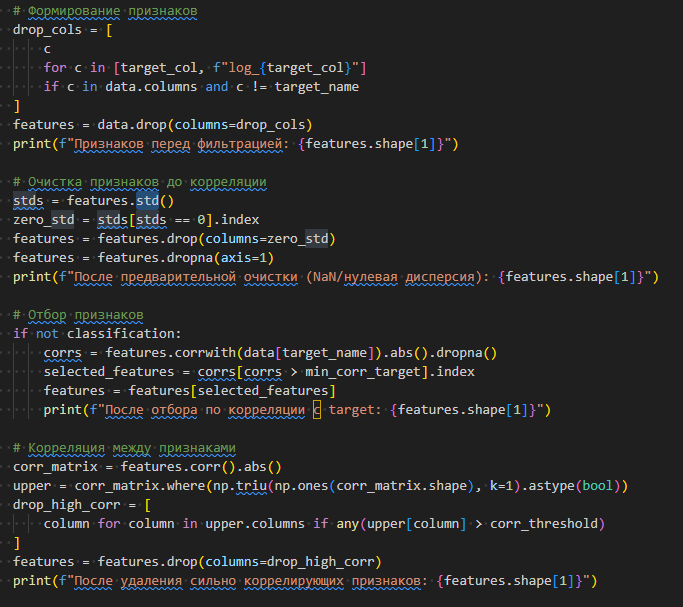 # Формирование признаков
drop_cols = [
    c
    for c in [target_col, f"log_{target_col}"]
    if c in data.columns and c != target_name
]
features = data.drop(columns=drop_cols)
print(f"Признаков перед фильтрацией: {features.shape[1]}")

# Очистка признаков до корреляции
stds = features.std()
zero_std = stds[stds == 0].index
features = features.drop(columns=zero_std)
features = features.dropna(axis=1)
print(f"После предварительной очистки (NaN/нулевая дисперсия): {features.shape[1]}")

# Отбор признаков
if not classification:
    corrs = features.corrwith(data[target_name]).abs().dropna()
    selected_features = corrs[corrs > min_corr_target].index
    features = features[selected_features]
    print(f"После отбора по корреляции с target: {features.shape[1]}")

# Корреляция между признаками
corr_matrix = features.corr().abs()
upper = corr_matrix.where(np.triu(np.ones(corr_matrix.shape), k=1).astype(bool))
drop_high_corr = [
    column for column in upper.columns if any(upper[column] > corr_threshold)
]
features = features.drop(columns=drop_high_corr)
print(f"После удаления сильно коррелирующих признаков: {features.shape[1]}")